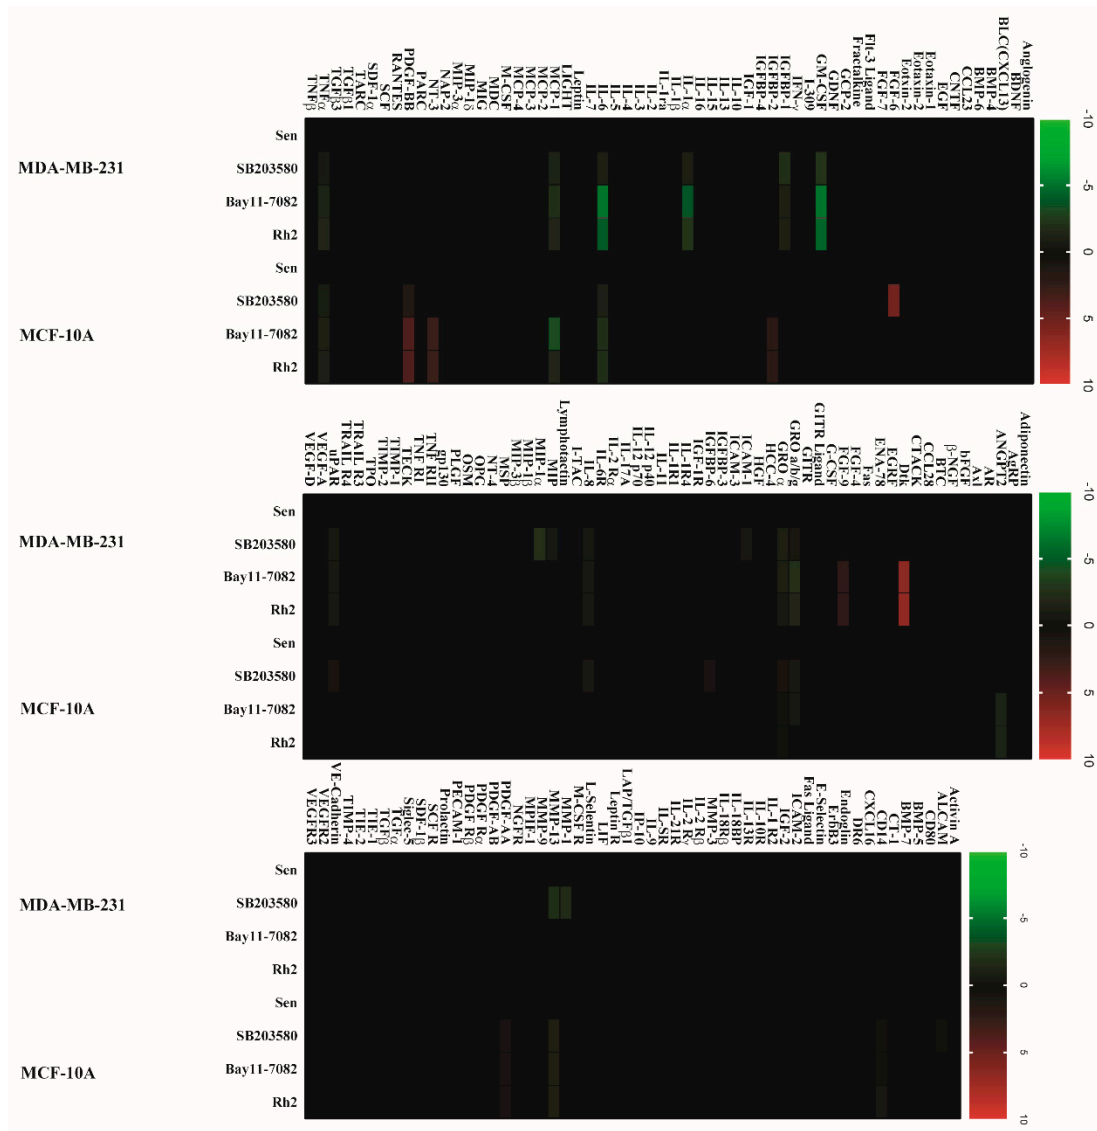 Angiogenin
BDNF
BLC(CXCL13)
BMP-4
BMP-6
CCL23
CNTF
EGF
Eotaxin-1
Eotaxin-2
Eotaxin-2
FGF-6
FGF-7
Flt-3 Ligand
Fractalkine
GCP-2
GDNF
GM-CSF
I-309
IFN-γ
IGFBP-1
IGFBP-2
IGFBP-4
IGF-1
IL-10
IL-13
IL-15
IL-16
IL-1α
IL-1β
IL-1ra
IL-2
IL-3
IL-4
IL-5
IL-6
IL-7
Leptin
LIGHT
MCP-1
MCP-2
MCP-3
MCP-4
M-CSF
MDC
MIG
MIP-1δ
MIP-3α
NAP-2
NT-3
PARC
PDGF-BB
RANTES
SCF
SDF-1α
TARC
TGFβ1
TGFβ3
TNFα
TNFβ
-10
-5
0
5
10
MDA-MB-231
Sen
SB203580
Bay11-7082
Rh2
MCF-10A
Sen
SB203580
Bay11-7082
Rh2
Adiponectin
AgRP
ANGPT2
AR
Axl
bFGF
β-NGF
BTC
CCL28
CTACK
Dtk
EGRF
ENA-78
Fas
FGF-4
FGF-9
G-CSF
GITR Ligand
GITR
GRO a/b/g
GRO α
HCC-4
HGF
ICAM-1
ICAM-3
IGFBP-3
IGFBP-6
IGF-IR
IL-1R4
IL-1R1
IL-11
IL-12 p40
IL-12 p70
IL-17A
IL-2 Rα
IL-6R
IL-8
I-TAC
Lymphotactin
MIP
MIP-1α
MIP-1β
MIP-3β
MSP
NT-4
OPG
OSM
PLGF
gp130
TNF RII
TNF RI
TECK
TIMP-1
TIMP-2
TPO
TRAIL R3
TRAIL R4
uPAR
VEGF-A
VEGF-D
-10
-5
0
5
10
MDA-MB-231
Sen
SB203580
Bay11-7082
Rh2
MCF-10A
Sen
SB203580
Bay11-7082
Rh2
Activin A
ALCAM
CD80
BMP-5
BMP-7
CT-1
CD14
CXCL16
DR6
Endoglin
ErbB3
E-Selectin
Fas Ligand
ICAM-2
IGF-2
IL-1 R2
IL-10R
IL-13R
IL-18BP
IL-18Rβ
MMP-3
IL-2 Rβ
IL-2 Rγ
IL-21R
IL-5R
IL-9
IP-10
LAP/TGFβ1
Leptin R
LIF
L-Selenin
M-CSF R
MMP-1
MMP-13
MMP-9
MPIF-1
NGFR
PDGF-AA
PDGF-AB
PDGF Rα
PDGF Rβ
PECAM-1
Prolactin
SCF R
SDF-β
Siglec-5
TGFα
TGFβ
TIE-1
TIE-2
TIMP-4
VE-Cadherin
VEGFR2
VEGFR3
-10
-5
0
5
10
MDA-MB-231
Sen
SB203580
Bay11-7082
Rh2
MCF-10A
Sen
SB203580
Bay11-7082
Rh2